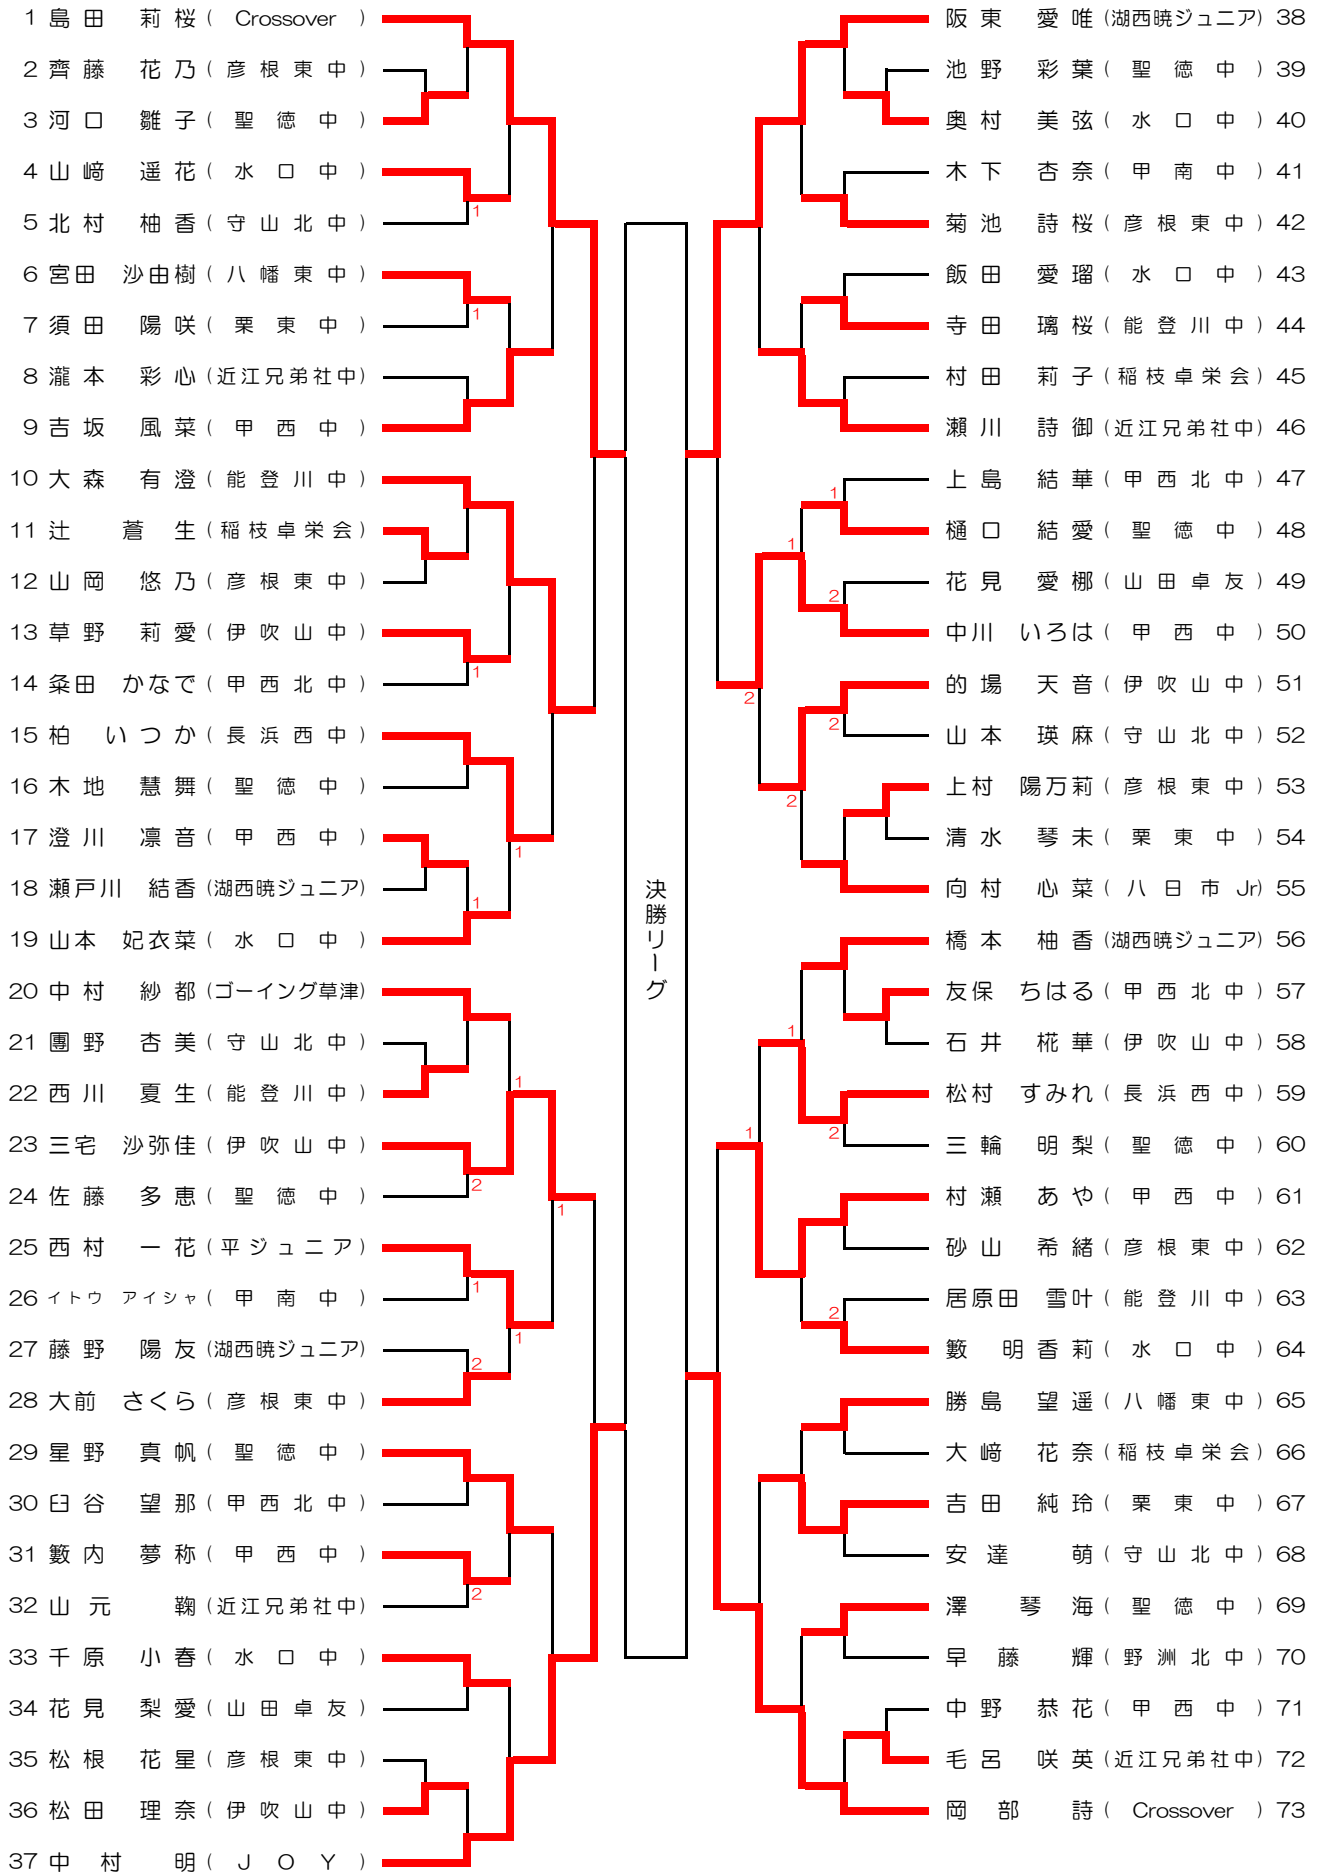 1 島田 莉桜 ( Crossover )
2 齊藤 花乃 ( 彦根東中 )
3 河口 雛子 ( 聖徳中 )
4 山﨑 遥花 ( 水口中 )
1
5 北村 柚香 ( 守山北中 )
6 宮田 沙由樹 ( 八幡東中 )
1
7 須田 陽咲 ( 栗東中 )
8 瀧本 彩心 (近江兄弟社中)
9 吉坂 風菜 ( 甲西中 )
10 大森 有澄 ( 能登川中 )
11 辻 蒼生 (稲枝卓栄会)
12 山岡 悠乃 ( 彦根東中 )
13 草野 莉愛 ( 伊吹山中 )
1
14 粂田 かなで ( 甲西北中 )
15 柏 いつか ( 長浜西中 )
16 木地 慧舞 ( 聖徳中 )
17 澄川 凛音 ( 甲西中 )
1
18 瀬戸川 結香 (湖西暁ジュニア)
1
19 山本 妃衣菜 ( 水口中 )
20 中村 紗都 (ゴーイング草津)
21 團野 杏美 ( 守山北中 )
1
22 西川 夏生 ( 能登川中 )
23 三宅 沙弥佳 ( 伊吹山中 )
2
24 佐藤 多恵 ( 聖徳中 )
1
25 西村 一花 (平ジュニア)
1
26 イトウ アイシャ ( 甲南中 )
1
27 藤野 陽友 (湖西暁ジュニア)
2
28 大前 さくら ( 彦根東中 )
29 星野 真帆 ( 聖徳中 )
30 臼谷 望那 ( 甲西北中 )
31 籔内 夢称 ( 甲西中 )
2
32 山元 鞠 (近江兄弟社中)
33 千原 小春 ( 水口中 )
34 花見 梨愛 ( 山田卓友 )
35 松根 花星 ( 彦根東中 )
36 松田 理奈 ( 伊吹山中 )
37 中村 明 ( JOY )
決勝リーグ
阪東 愛唯 (湖西暁ジュニア) 38
池野 彩葉 ( 聖徳中 ) 39
奥村 美弦 ( 水口中 ) 40
木下 杏奈 ( 甲南中 ) 41
菊池 詩桜 ( 彦根東中 ) 42
飯田 愛瑠 ( 水口中 ) 43
寺田 璃桜 ( 能登川中 ) 44
村田 莉子 (稲枝卓栄会) 45
瀬川 詩御 (近江兄弟社中) 46
上島 結華 ( 甲西北中 ) 47
1
樋口 結愛 ( 聖徳中 ) 48
1
花見 愛梛 ( 山田卓友 ) 49
2
中川 いろは ( 甲西中 ) 50
的場 天音 ( 伊吹山中 ) 51
2
2
山本 瑛麻 ( 守山北中 ) 52
上村 陽万莉 ( 彦根東中 ) 53
2
清水 琴未 ( 栗東中 ) 54
向村 心菜 ( 八日市Jr) 55
橋本 柚香 (湖西暁ジュニア) 56
友保 ちはる ( 甲西北中 ) 57
1
石井 椛華 ( 伊吹山中 ) 58
松村 すみれ ( 長浜西中 ) 59
1
2
三輪 明梨 ( 聖徳中 ) 60
村瀬 あや ( 甲西中 ) 61
砂山 希緒 ( 彦根東中 ) 62
居原田 雪叶 ( 能登川中 ) 63
2
籔 明香莉 ( 水口中 ) 64
勝島 望遥 ( 八幡東中 ) 65
大﨑 花奈 (稲枝卓栄会) 66
吉田 純玲 ( 栗東中 ) 67
安達 萌 ( 守山北中 ) 68
澤 琴海 ( 聖徳中 ) 69
早藤 輝 ( 野洲北中 ) 70
中野 恭花 ( 甲西中 ) 71
毛呂 咲英 (近江兄弟社中) 72
岡部 詩 ( Crossover ) 73